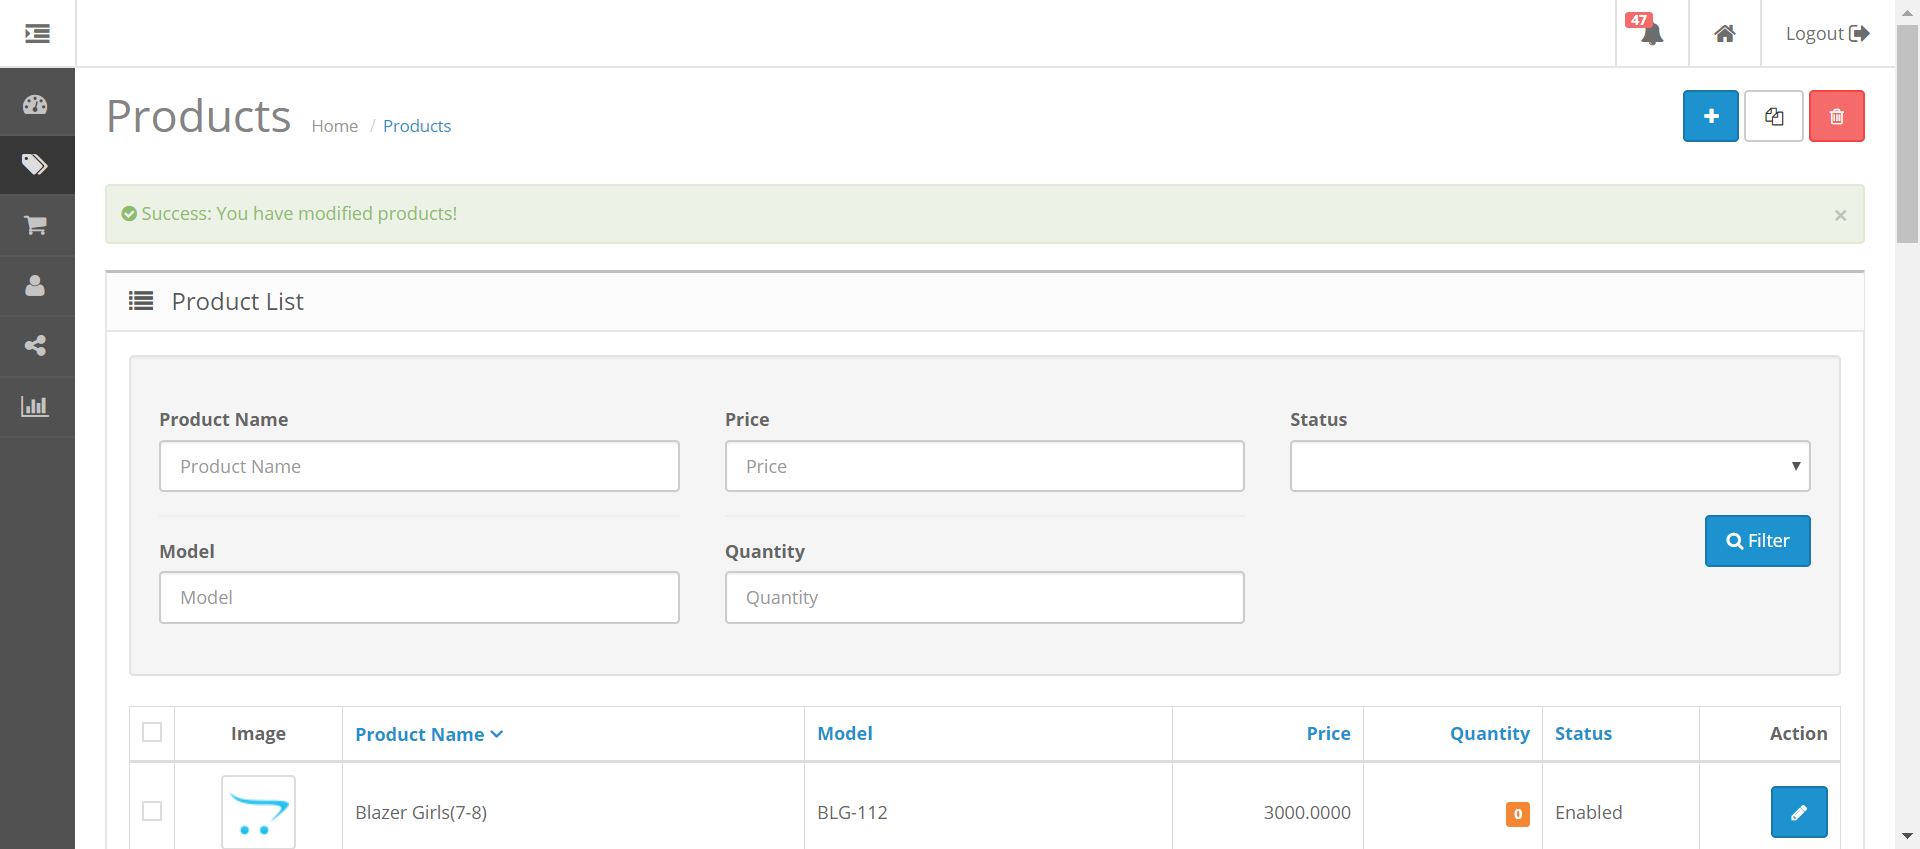 47
Logout
Products
Home / Products
Success: You have modified products!
×
Product List
Product Name
Price
Status
Product Name
Price
Filter
Model
Quantity
Model
Quantity
Image
Product Name
Model
Price
Quantity
Status
Action
Blazer Girls(7-8)
BLG-112
3000.0000
0
Enabled